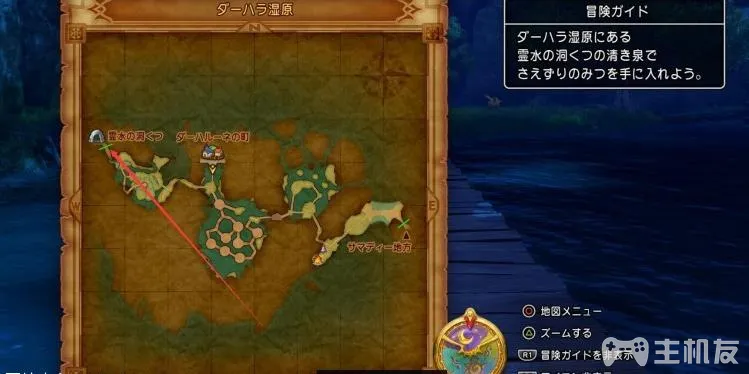 ダーハラ湿原
冒険ガイド
ダーハラ湿原にある
霊水の洞くつの清き泉で
さえずりのみつを手に入れよう。
N
霊水の洞くつ
ダーハルーネの町
W
E
サマディー地方
地図メニュー
ズームする
R1 冒険ガイドを非表示
主机友